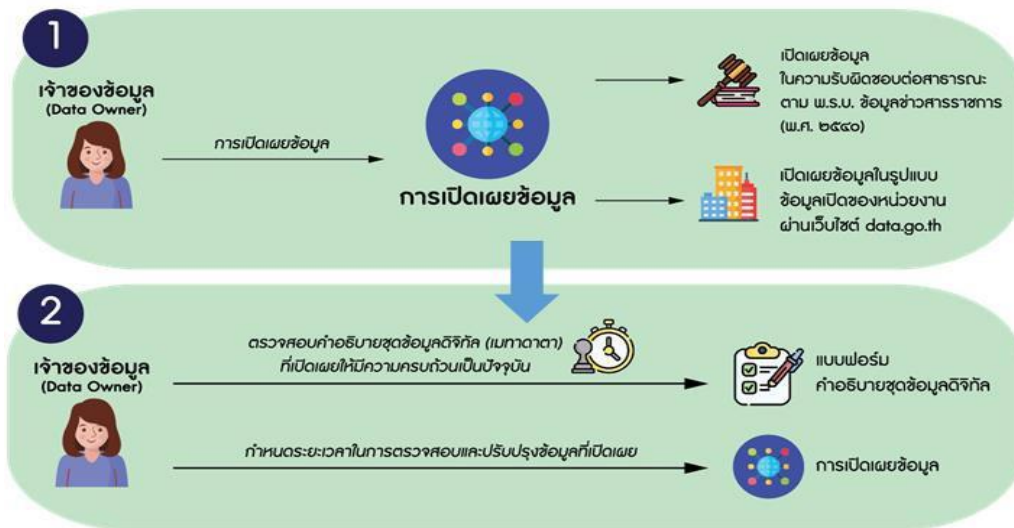 1
เจ้าของข้อมูล
(Data Owner)
การเปิดเผยข้อมูล
การเปิดเผยข้อมูล
เปิดเผยข้อมูล
ในความรับผิดชอบต่อสาธารณะ
ตาม พ.ร.บ. ข้อมูลข่าวสารราชการ
(พ.ศ. ๒๕๔๐)
เปิดเผยข้อมูลในรูปแบบ
ข้อมูลเปิดของหน่วยงาน
ผ่านเว็บไซต์ data.go.th
2
เจ้าของข้อมูล
(Data Owner)
ตรวจสอบคำอธิบายชุดข้อมูลดิจิทัล (เมทาดาตา)
ที่เปิดเผยให้มีความครบถ้วนเป็นปัจจุบัน
แบบฟอร์ม
คำอธิบายชุดข้อมูลดิจิทัล
กำหนดระยะเวลาในการตรวจสอบและปรับปรุงข้อมูลที่เปิดเผย
การเปิดเผยข้อมูล